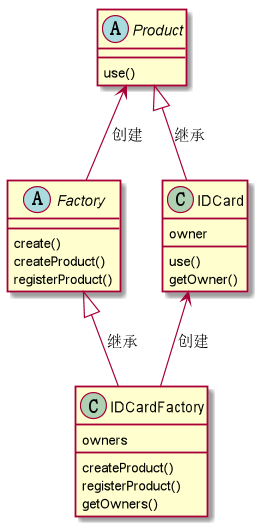 A Product
use()
创建
继承
A Factory
create()
createProduct()
registerProduct()
C IDCard
owner
use()
getOwner()
继承
创建
C IDCardFactory
owners
createProduct()
registerProduct()
getOwners()